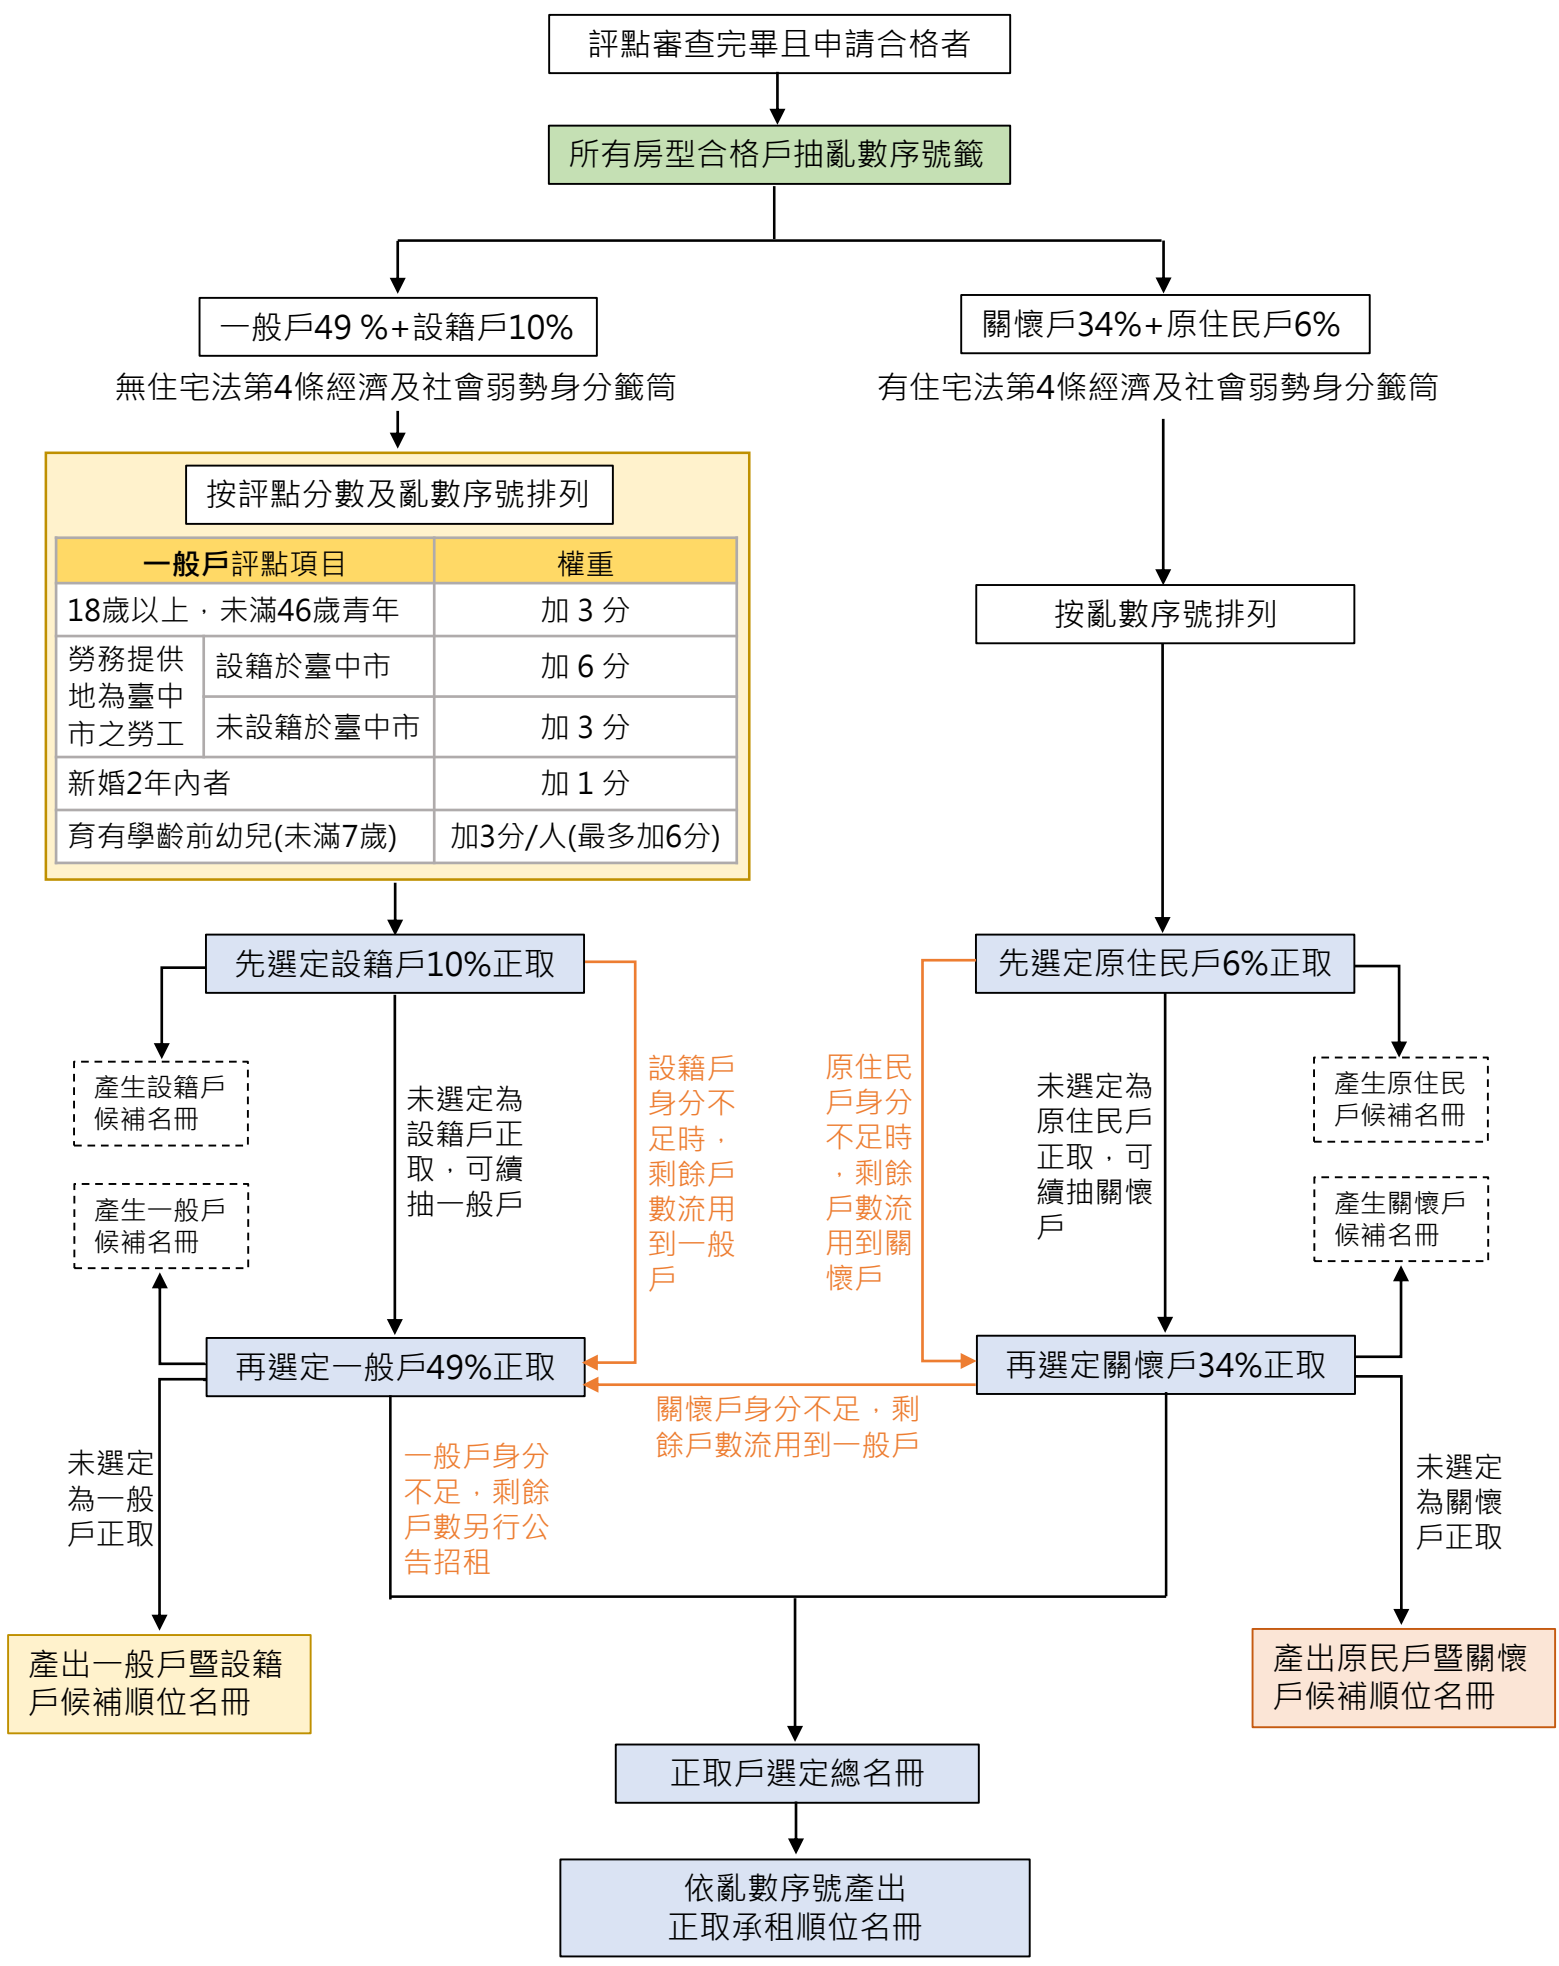 評點審查完畢且申請合格者
所有房型合格戶抽亂數序號籤
一般戶49 %+設籍戶10%
關懷戶34%+原住民戶6%
無住宅法第4條經濟及社會弱勢身分籤筒
有住宅法第4條經濟及社會弱勢身分籤筒
按評點分數及亂數序號排列
一般戶評點項目
權重
18歲以上，未滿46歲青年
加 3 分
勞務提供
地為臺中
市之勞工
設籍於臺中市
加 6 分
未設籍於臺中市
加 3 分
新婚2年內者
加 1 分
育有學齡前幼兒(未滿7歲)
加3分/人(最多加6分)
按亂數序號排列
先選定設籍戶10%正取
先選定原住民戶6%正取
產生設籍戶
候補名冊
未選定為
設籍戶正
取，可續
抽一般戶
設籍戶
身分不
足時，
剩餘戶
數流用
到一般
戶
原住民
戶身分
不足時
，剩餘
戶數流
用到關
懷戶
未選定為
原住民戶
正取，可
續抽關懷
戶
產生原住民
戶候補名冊
產生一般戶
候補名冊
產生關懷戶
候補名冊
再選定一般戶49%正取
再選定關懷戶34%正取
關懷戶身分不足，剩
餘戶數流用到一般戶
未選定
為一般
戶正取
一般戶身分
不足，剩餘
戶數另行公
告招租
未選定
為關懷
戶正取
產出一般戶暨設籍
戶候補順位名冊
產出原民戶暨關懷
戶候補順位名冊
正取戶選定總名冊
依亂數序號產出
正取承租順位名冊